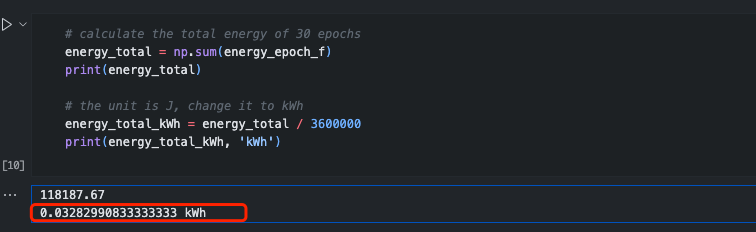 # calculate the total energy of 30 epochs
energy_total = np.sum(energy_epoch_f)
print(energy_total)
# the unit is J, change it to kWh
energy_total_kWh = energy_total / 3600000
print(energy_total_kWh, 'kWh')
[10]
...
118187.67
0.03282990833333333 kWh